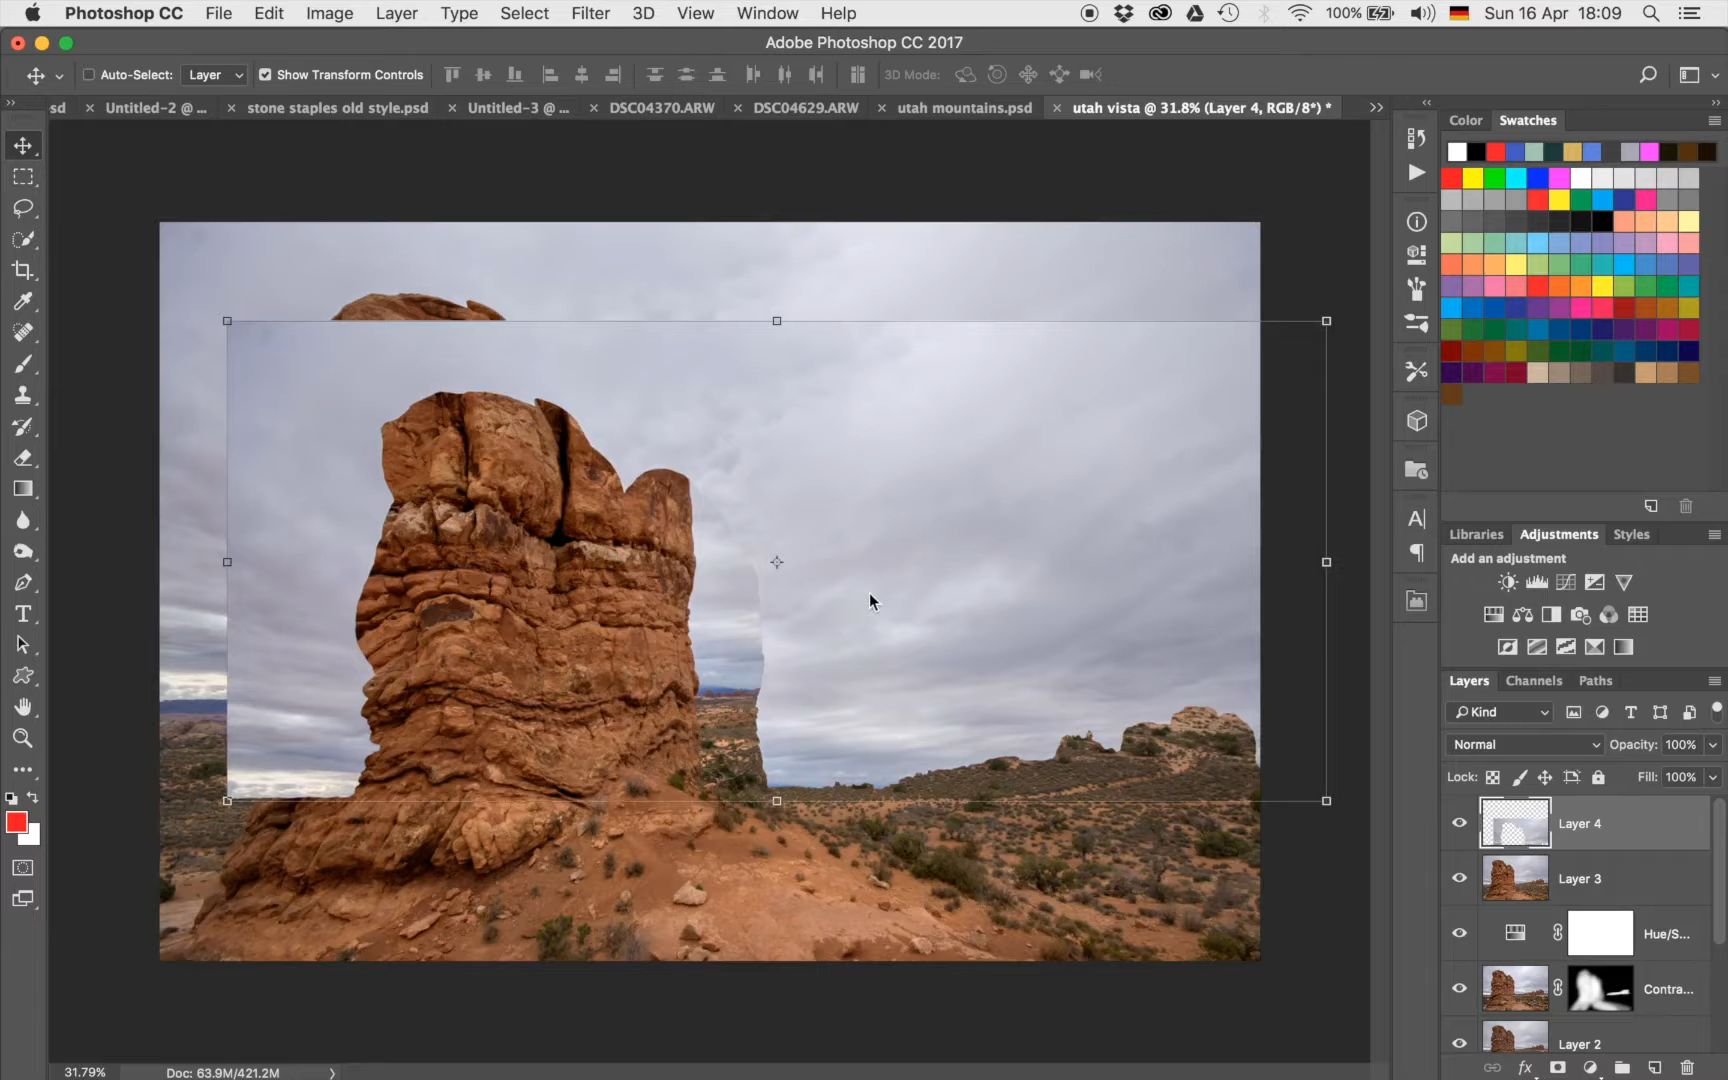 Photoshop CC File Edit Image Layer Type Select Filter 3D View Window Help 100% Sun 16 Apr 18:09
Adobe Photoshop CC 2017
Auto-Select: Layer Show Transform Controls 3D Mode:
sd × Untitled-2 @ ... × stone staples old style.psd × Untitled-3 @ ... × DSC04370.ARW × DSC04629.ARW × utah mountains.psd × utah vista @ 31.8% (Layer 4, RGB/8*) *
Color Swatches
Libraries Adjustments Styles
Add an adjustment
Layers Channels Paths
Kind
Normal Opacity: 100%
Lock: Fill: 100%
Layer 4
Layer 3
Hue/S...
Contra...
Layer 2
31.79% Doc: 63.9M/421.2M